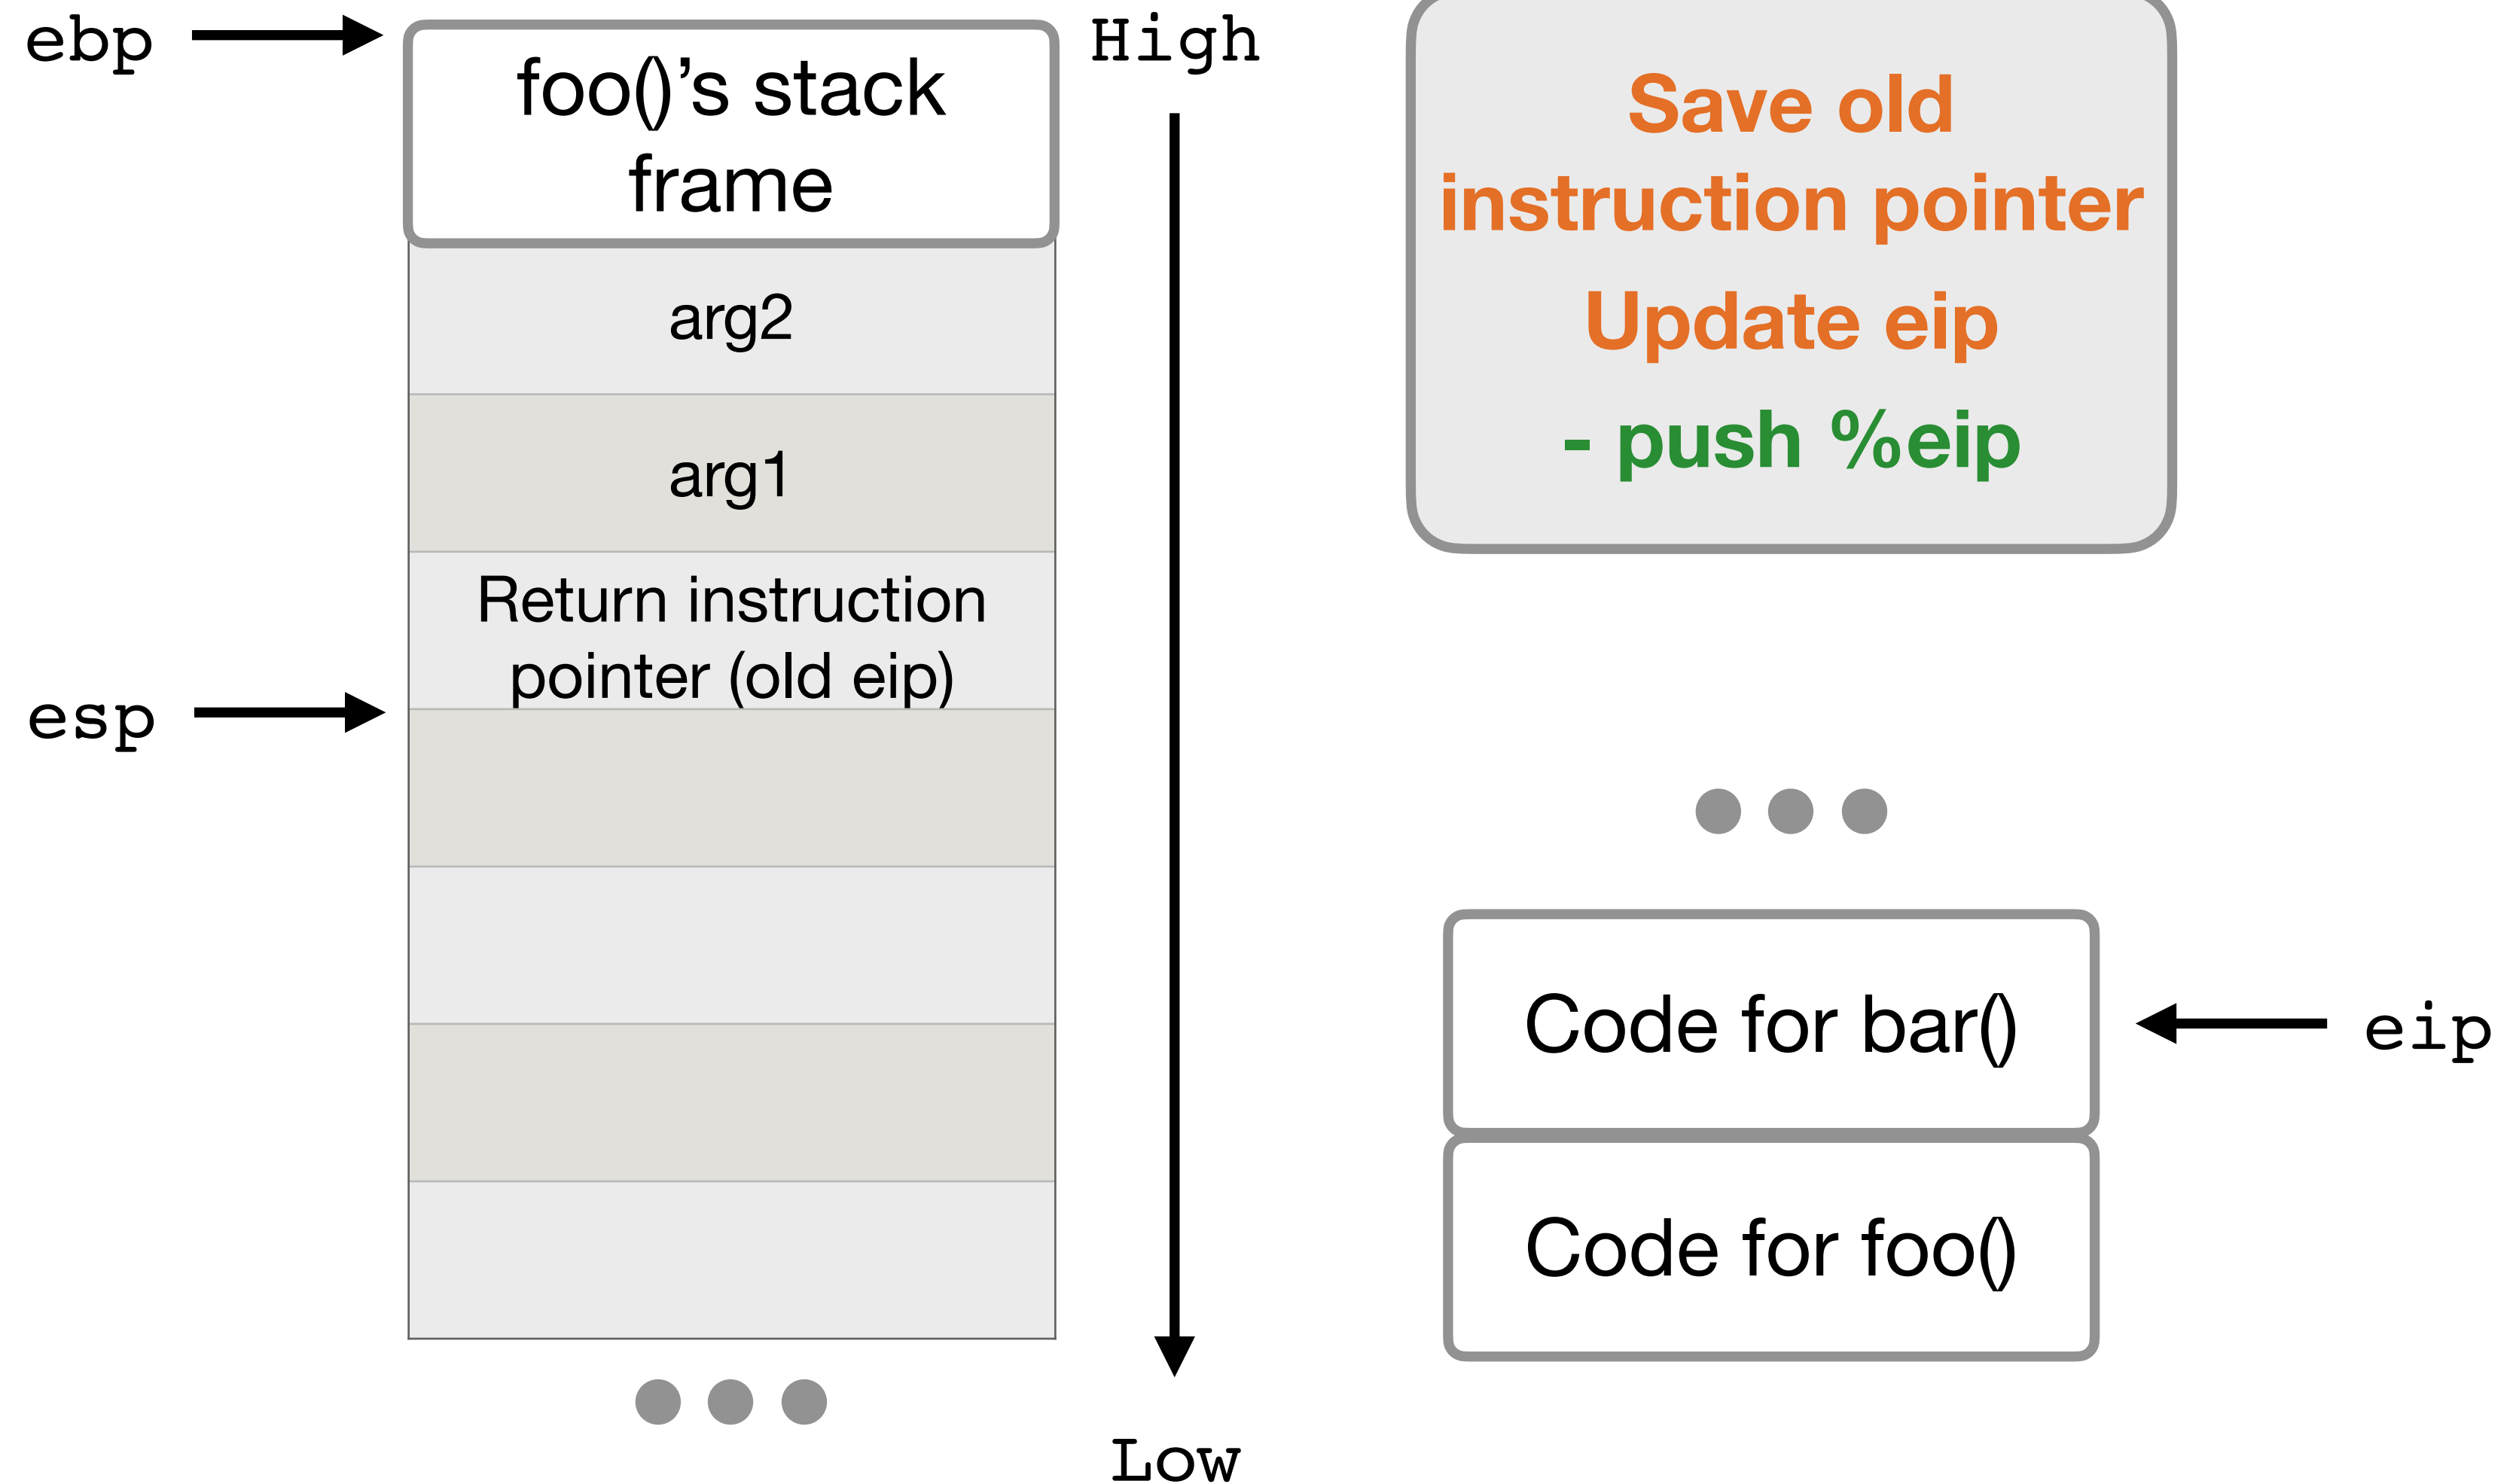 ebp
foo()’s stack
frame
arg2
arg1
Return instruction
pointer (old eip)
esp
High
Low
Save old
instruction pointer
Update eip
- push %eip
Code for bar()
eip
Code for foo()